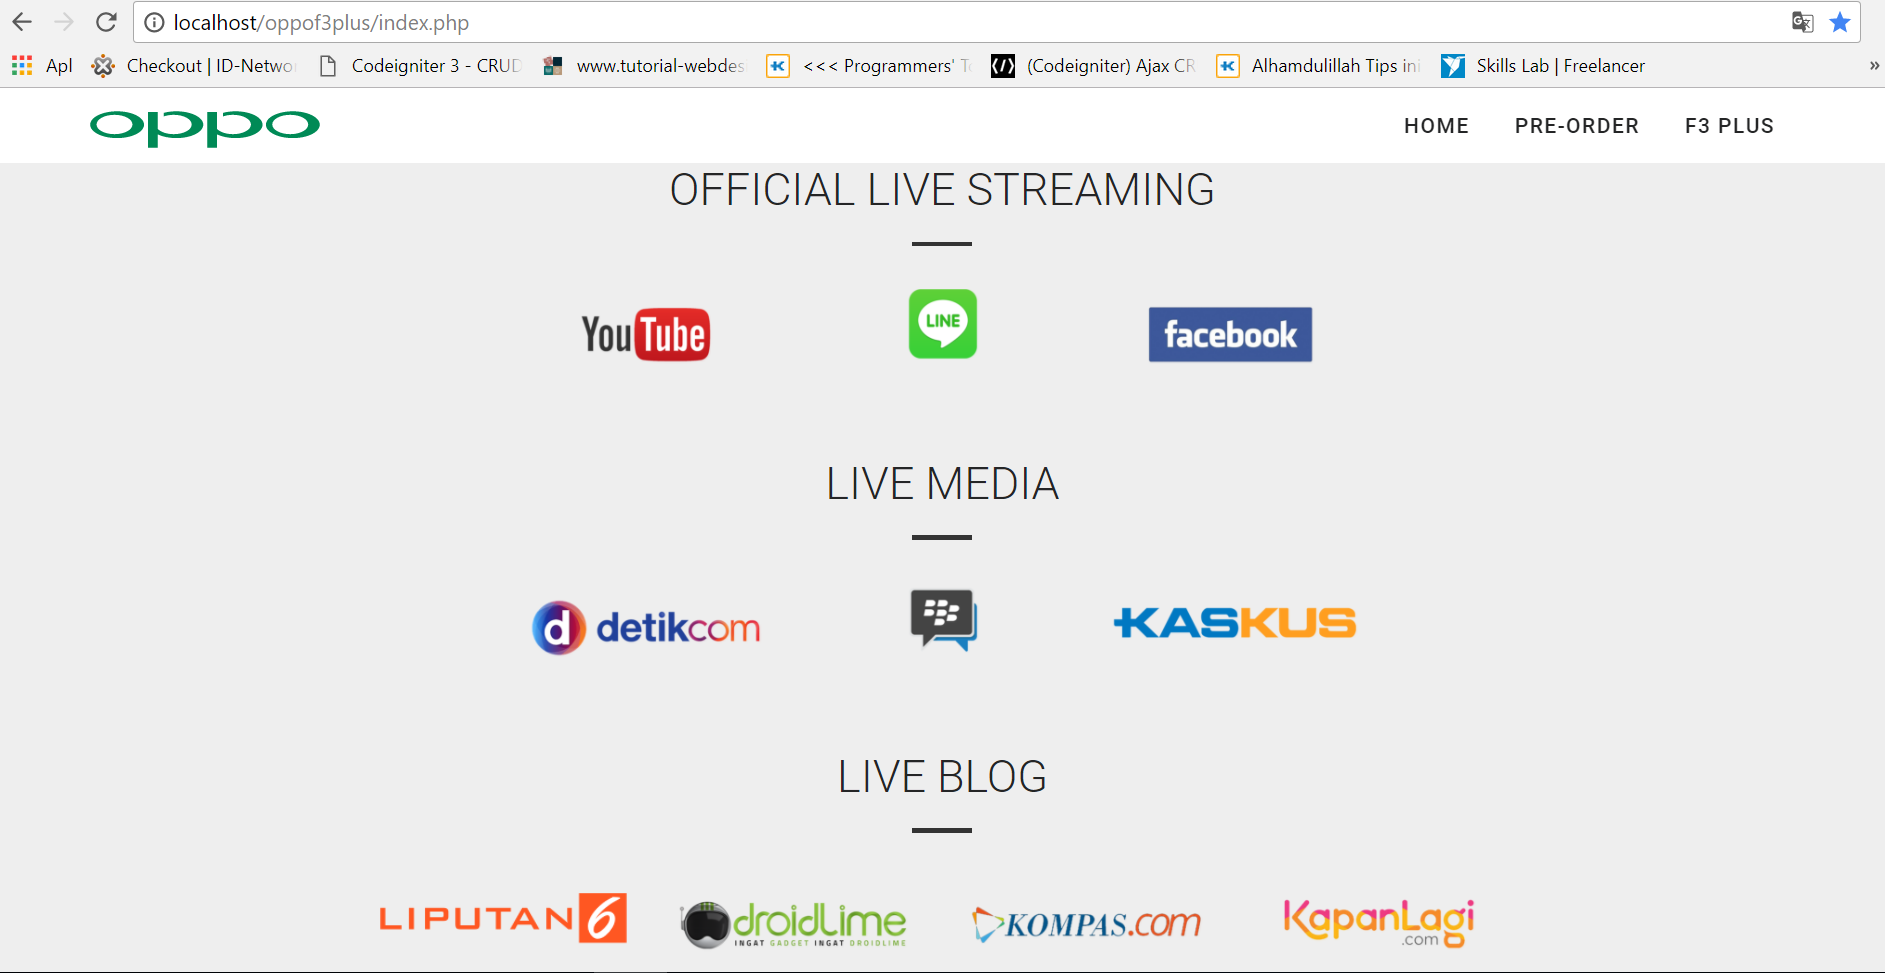 localhost/oppof3plus/index.php
Apl Checkout | ID-Netwo Codeigniter 3 - CRUD www.tutorial-webdes <<< Programmers' T (Codeigniter) Ajax CR Alhamdulillah Tips ini Skills Lab | Freelancer »
oppo HOME PRE-ORDER F3 PLUS
OFFICIAL LIVE STREAMING
YouTube LINE facebook
LIVE MEDIA
d detikcom KASKUS
LIVE BLOG
LIPUTAN 6 droidLime KOMPAS.com KapanLagi
INGAT GADGET INGAT DROIDLIME .com